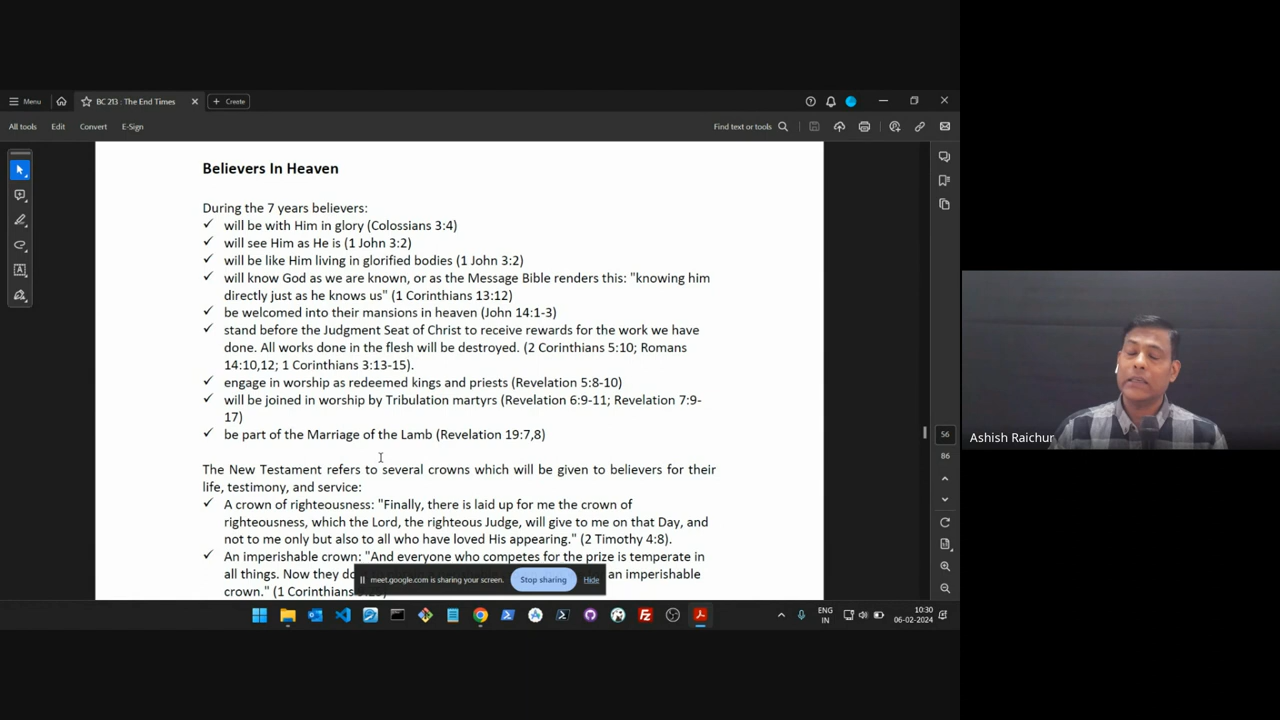 Menu
BC 213 : The End Times
Create
All tools
Edit
Convert
E-Sign
Find text or tools
Believers In Heaven
During the 7 years believers:
✓ will be with Him in glory (Colossians 3:4)
✓ will see Him as He is (1 John 3:2)
✓ will be like Him living in glorified bodies (1 John 3:2)
✓ will know God as we are known, or as the Message Bible renders this: "knowing him
directly just as he knows us" (1 Corinthians 13:12)
✓ be welcomed into their mansions in heaven (John 14:1-3)
✓ stand before the Judgment Seat of Christ to receive rewards for the work we have
done. All works done in the flesh will be destroyed. (2 Corinthians 5:10; Romans
14:10,12; 1 Corinthians 3:13-15).
✓ engage in worship as redeemed kings and priests (Revelation 5:8-10)
✓ will be joined in worship by Tribulation martyrs (Revelation 6:9-11; Revelation 7:9-
17)
✓ be part of the Marriage of the Lamb (Revelation 19:7,8)
The New Testament refers to several crowns which will be given to believers for their
life, testimony, and service:
✓ A crown of righteousness: "Finally, there is laid up for me the crown of
righteousness, which the Lord, the righteous Judge, will give to me on that Day, and
not to me only but also to all who have loved His appearing." (2 Timothy 4:8).
✓ An imperishable crown: "And everyone who competes for the prize is temperate in
all things. Now they do an imperishable
crown." (1 Corinthians
meet.google.com is sharing your screen.
Stop sharing
Hide
56
86
Ashish Raichur
ENG
IN
10:30
06-02-2024